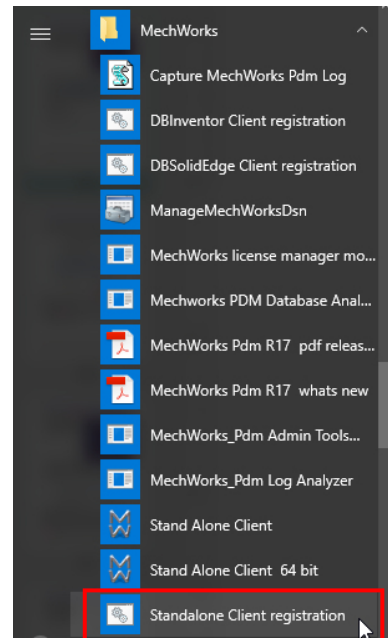 MechWorks
Capture MechWorks Pdm Log
DBInventor Client registration
DBSolidEdge Client registration
ManageMechWorksDsn
MechWorks license manager mo...
Mechworks PDM Database Anal...
MechWorks Pdm R17 pdf releas...
MechWorks Pdm R17 whats new
MechWorks_Pdm Admin Tools...
MechWorks_Pdm Log Analyzer
Stand Alone Client
Stand Alone Client 64 bit
Standalone Client registration